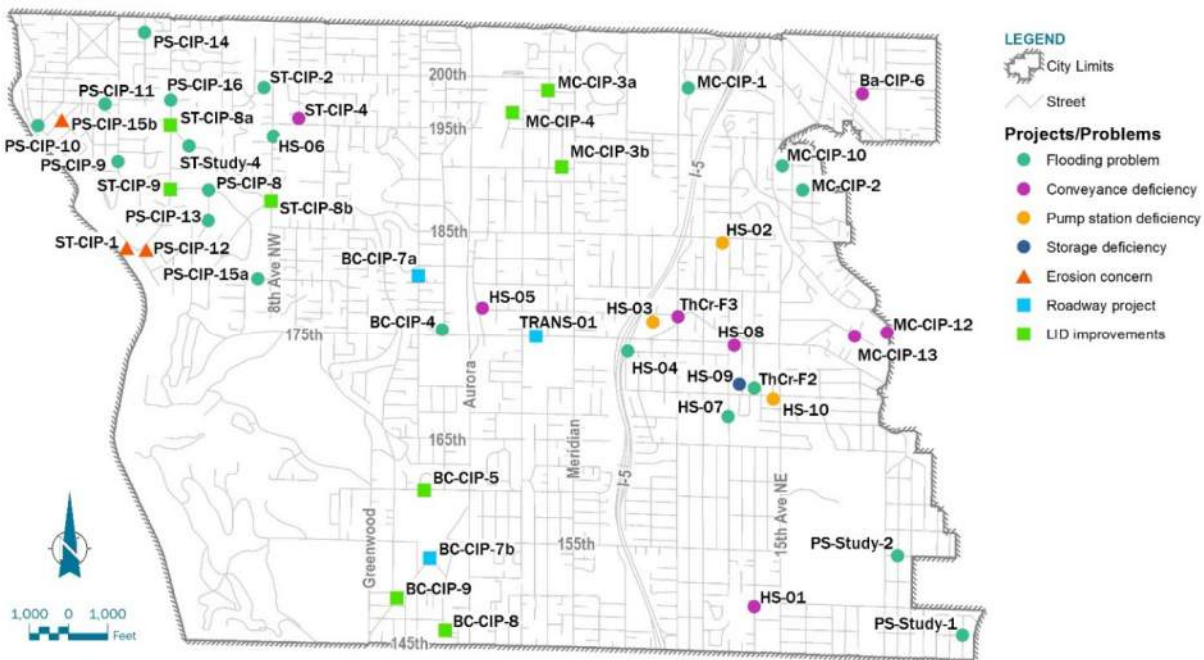 PS-CIP-14
PS-CIP-11
PS-CIP-16
ST-CIP-2
ST-CIP-4
PS-CIP-15b
ST-CIP-8a
PS-CIP-10
HS-06
PS-CIP-9
ST-Study-4
ST-CIP-9
PS-CIP-8
PS-CIP-13
ST-CIP-8b
ST-CIP-1
PS-CIP-12
PS-CIP-15a
8th Ave NW
200th
195th
185th
175th
165th
155th
145th
MC-CIP-3a
MC-CIP-4
MC-CIP-3b
MC-CIP-1
Ba-CIP-6
I-5
MC-CIP-10
MC-CIP-2
HS-02
BC-CIP-7a
HS-05
BC-CIP-4
TRANS-01
HS-03
ThCr-F3
HS-08
HS-04
HS-09
ThCr-F2
HS-07
HS-10
MC-CIP-12
MC-CIP-13
Aurora
Meridian
I-5
15th Ave NE
Greenwood
BC-CIP-5
BC-CIP-7b
BC-CIP-9
BC-CIP-8
HS-01
PS-Study-2
PS-Study-1
N
1,000 0 1,000
Feet
LEGEND
City Limits
Street
Projects/Problems
Flooding problem
Conveyance deficiency
Pump station deficiency
Storage deficiency
Erosion concern
Roadway project
LID improvements